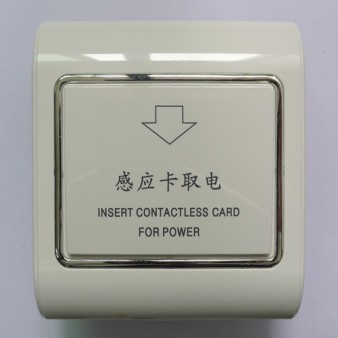 感应卡取电
INSERT CONTACTLESS CARD
FOR POWER